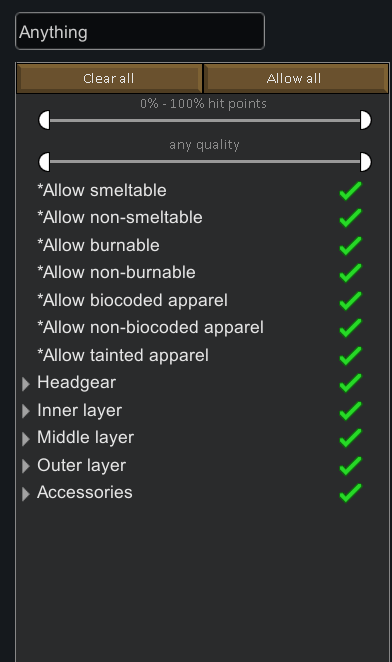 Anything
Clear all
Allow all
0% - 100% hit points
any quality
*Allow smeltable
*Allow non-smeltable
*Allow burnable
*Allow non-burnable
*Allow biocoded apparel
*Allow non-biocoded apparel
*Allow tainted apparel
Headgear
Inner layer
Middle layer
Outer layer
Accessories